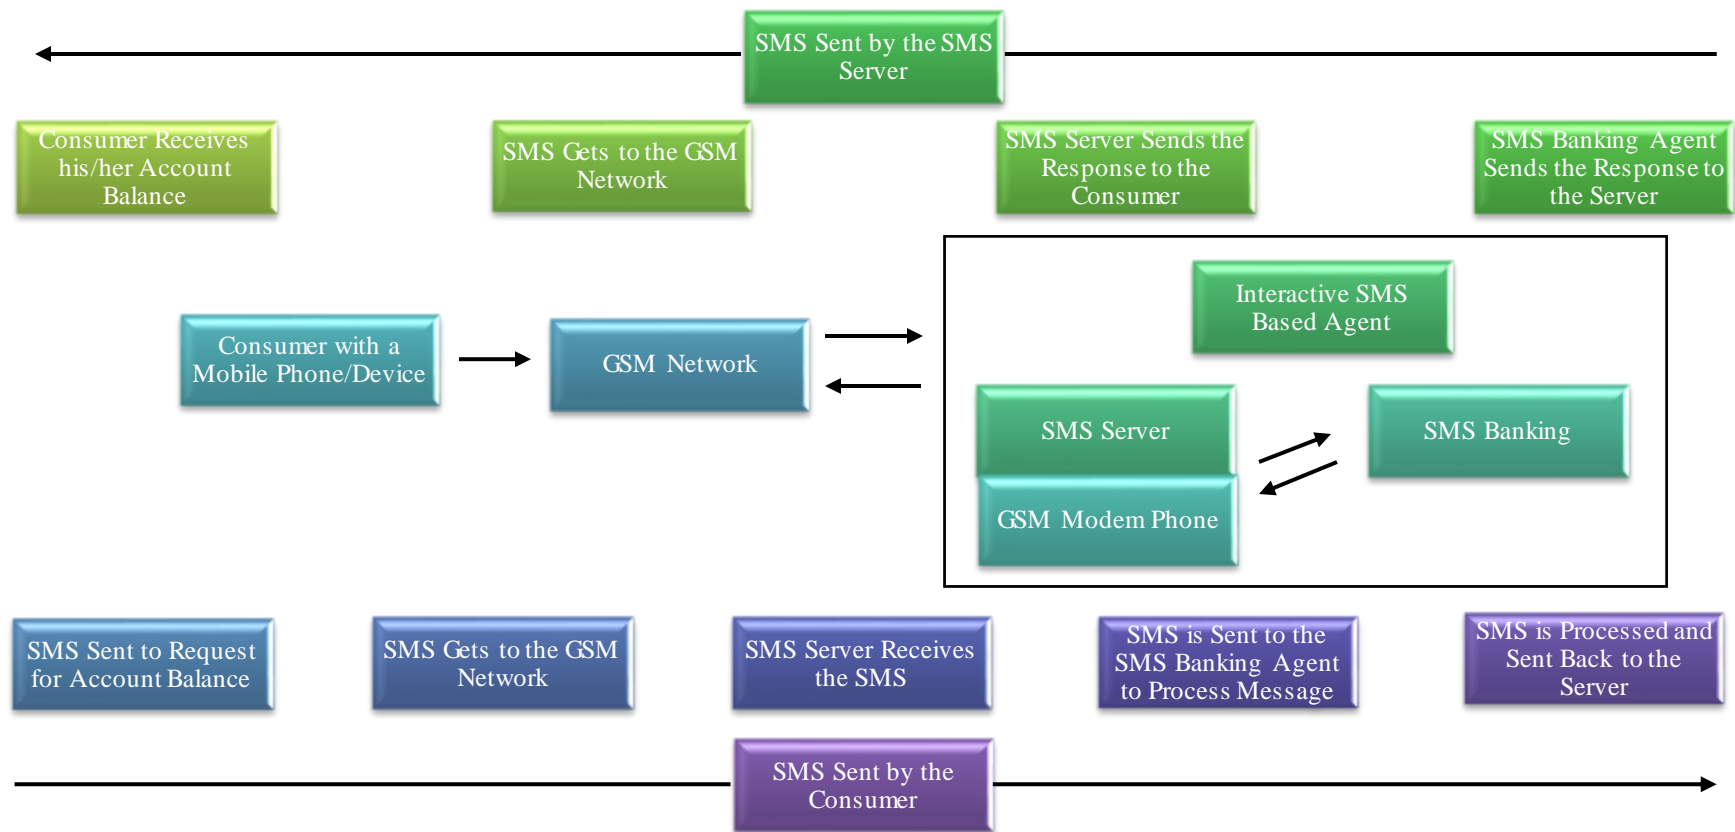 SMS Sent by the SMS
Server
Consumer Receives
his/her Account
Balance
SMS Gets to the GSM
Network
SMS Server Sends the
Response to the
Consumer
SMS Banking Agent
Sends the Response to
the Server
Interactive SMS
Based Agent
Consumer with a
Mobile Phone/Device
GSM Network
SMS Server
SMS Banking
GSM Modem Phone
SMS Sent to Request
for Account Balance
SMS Gets to the GSM
Network
SMS Server Receives
the SMS
SMS is Sent to the
SMS Banking Agent
to Process Message
SMS is Processed and
Sent Back to the
Server
SMS Sent by the
Consumer